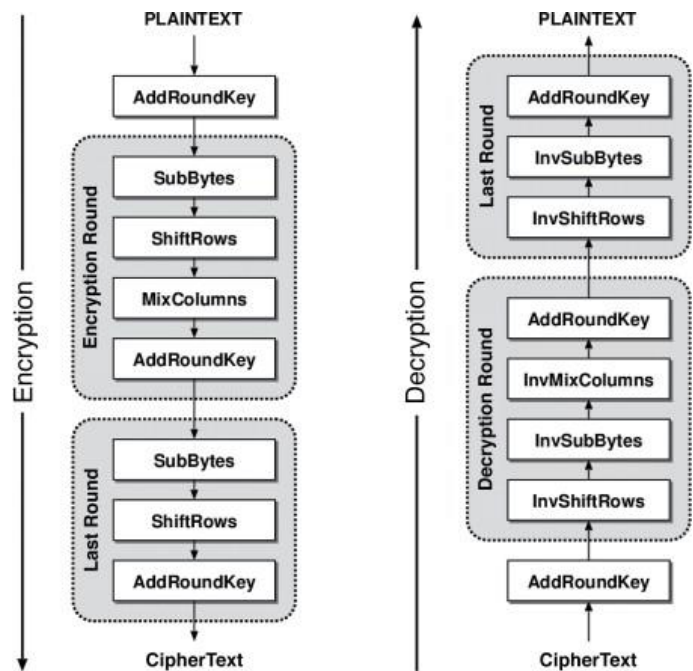 PLAINTEXT
AddRoundKey
SubBytes
ShiftRows
MixColumns
AddRoundKey
Encryption Round
SubBytes
ShiftRows
AddRoundKey
Last Round
CipherText
Encryption
PLAINTEXT
AddRoundKey
InvSubBytes
InvShiftRows
Last Round
AddRoundKey
InvMixColumns
InvSubBytes
InvShiftRows
Decryption Round
AddRoundKey
CipherText
Decryption